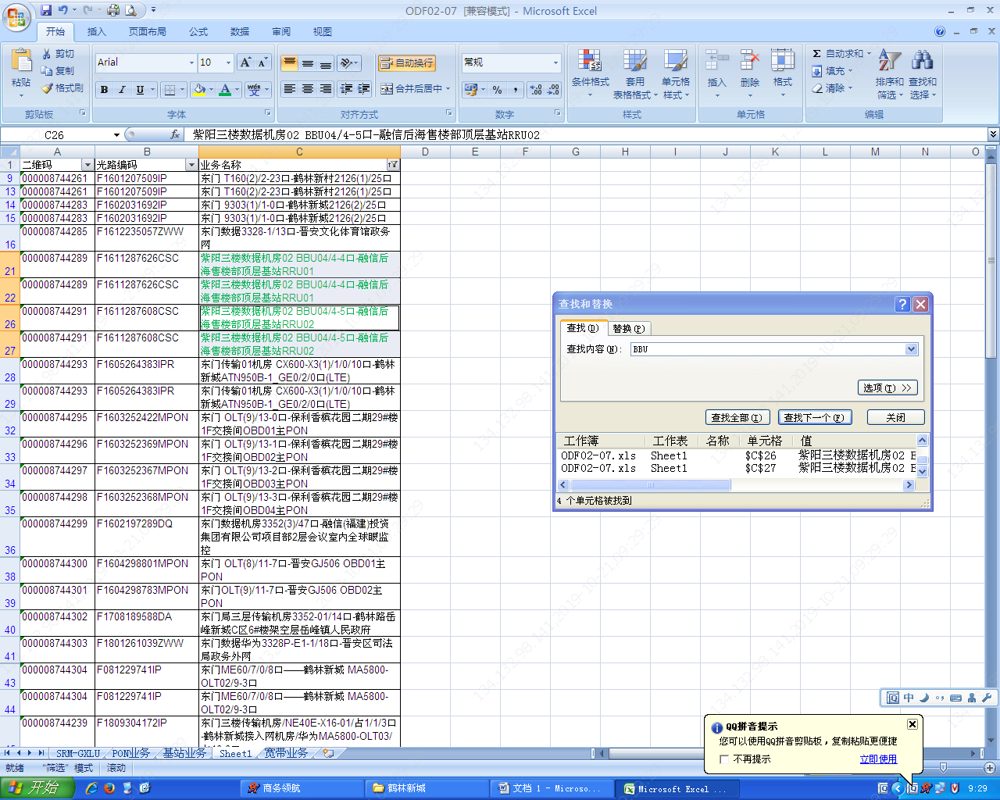 ODF02-07  [兼容模式] - Microsoft Excel
开始 插入 页面布局 公式 数据 审阅 视图
粘贴 剪切 复制 格式刷
剪贴板
Arial 10
B I U
字体
自动换行
合并后居中
对齐方式
常规
数字
条件格式 套用表格格式 单元格样式
样式
插入 删除 格式
单元格
Σ 自动求和 填充 清除 排序和筛选 查找和选择
编辑
C26 fx 紫阳三楼数据机房02 BBU04/4-5口-融信后海售楼部顶层基站RRU02
A B C D E F G H I J K L M N O
1 二维码 光路编码 业务名称
9 000008744261 F1601207509IP 东门 T160(2)/2-23口-鹤林新村2126(1)/25口
13 000008744261 F1601207509IP 东门 T160(2)/2-23口-鹤林新村2126(1)/25口
14 000008744283 F1602031692IP 东门 9303(1)/1-0口-鹤林新城2126(2)/25口
15 000008744283 F1602031692IP 东门 9303(1)/1-0口-鹤林新城2126(2)/25口
16 000008744285 F1612235057ZWW 东门数据3328-1/13口-晋安文化体育馆政务
网
21 000008744289 F1611287626CSC 紫阳三楼数据机房02 BBU04/4-4口-融信后
海售楼部顶层基站RRU01
22 000008744289 F1611287626CSC 紫阳三楼数据机房02 BBU04/4-4口-融信后
海售楼部顶层基站RRU01
26 000008744291 F1611287608CSC 紫阳三楼数据机房02 BBU04/4-5口-融信后
海售楼部顶层基站RRU02
27 000008744291 F1611287608CSC 紫阳三楼数据机房02 BBU04/4-5口-融信后
海售楼部顶层基站RRU02
28 000008744293 F1605264383IPR 东门传输01机房 CX600-X3(1)/1/0/10口-鹤林
新城ATN950B-1_GE0/2/0口(LTE)
29 000008744293 F1605264383IPR 东门传输01机房 CX600-X3(1)/1/0/10口-鹤林
新城ATN950B-1_GE0/2/0口(LTE)
32 000008744295 F1603252422MPON 东门 OLT(9)/13-0口-保利香槟花园二期29#楼
1F交接间OBD01主PON
33 000008744296 F1603252369MPON 东门 OLT(9)/13-1口-保利香槟花园二期29#楼
1F交接间OBD02主PON
34 000008744297 F1603252367MPON 东门 OLT(9)/13-2口-保利香槟花园二期29#楼
1F交接间OBD03主PON
35 000008744298 F1603252368MPON 东门 OLT(9)/13-3口-保利香槟花园二期29#楼
1F交接间OBD04主PON
36 000008744299 F1602197289DQ 东门数据机房3352(3)/47口-融信(福建)投资
集团有限公司项目部2层会议室内全球眼监
控
38 000008744300 F1604298801MPON 东门 OLT(8)/11-7口-晋安GJ506 OBD01主
PON
39 000008744301 F1604298783MPON 东门OLT(9)/11-7口-晋安GJ506 OBD02主
PON
40 000008744302 F1708189588DA 东门局三层传输机房3352-01/14口-鹤林路岳
峰新城C区6#楼架空层岳峰镇人民政府
41 000008744303 F1801261039ZWW 东门数据华为3328P-E1-1/18口-晋安区司法
局政务外网
43 000008744304 F081229741IP 东门ME60/7/0/8口——鹤林新城 MA5800-
OLT02/9-3口
44 000008744304 F081229741IP 东门ME60/7/0/8口——鹤林新城 MA5800-
OLT02/9-3口
000008744239 F1809304172IP 东门三楼传输机房/NE40E-X16-01/占1/1/3口
-鹤林新城接入网机房/华为MA5800-OLT03/
查找和替换
查找(D) 替换(P)
查找内容(N): BBU
选项(T) >>
查找全部(I) 查找下一个(F) 关闭
工作簿 工作表 名称 单元格 值
ODF02-07.xls Sheet1 $C$26 紫阳三楼数据机房02 B
ODF02-07.xls Sheet1 $C$27 紫阳三楼数据机房02 B
4 个单元格被找到
中
QQ拼音提示
您可以使用QQ拼音剪贴板，复制粘贴更便捷
不再提示 立即使用
SRM-GXLU PON业务 基站业务 Sheet1 宽带业务
就绪 “筛选”模式 滚动
开始 商务领航 鹤林新城 文档 1 - Microso... Microsoft Excel ... 9:29